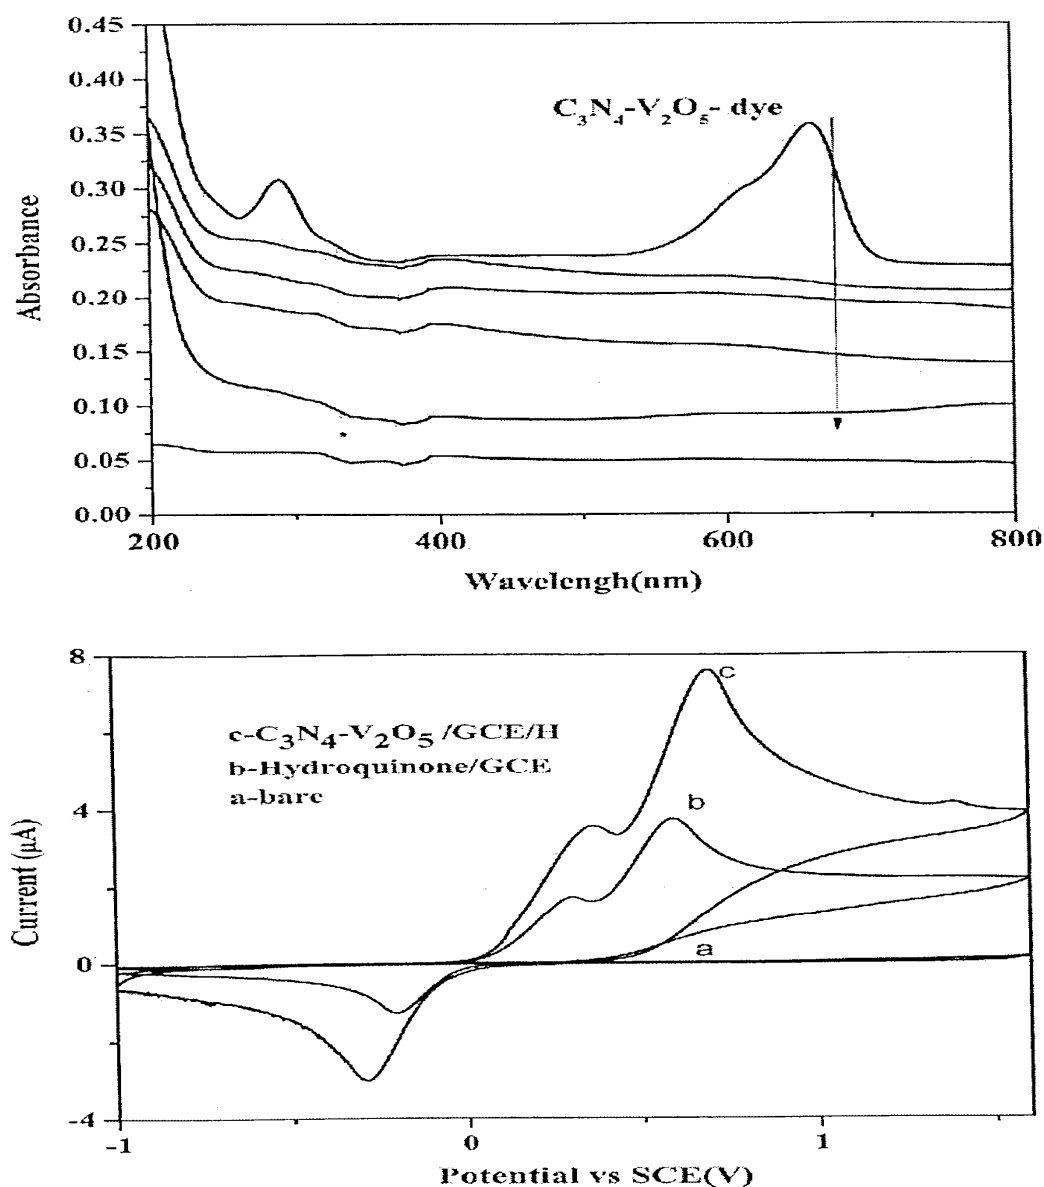 0.45
0.40
0.35
0.30
0.25
0.20
0.15
0.10
0.05
0.00
Absorbance
C₃N₄-V₂O₅- dye
200
400
600
800
Wavelengh(nm)
8
4
0
-4
Current (μA)
c-C₃N₄-V₂O₅ /GCE/H
b-Hydroquinone/GCE
a-bare
c
b
a
-1
0
1
Potential vs SCE(V)